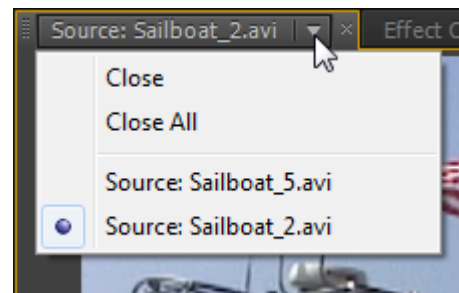 Source: Sailboat_2.avi
Effect
Close
Close All
Source: Sailboat_5.avi
Source: Sailboat_2.avi